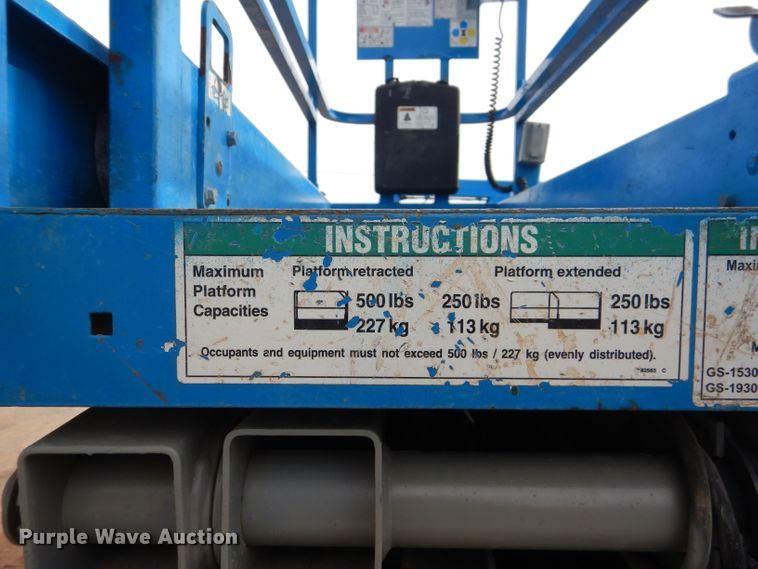 INSTRUCTIONS
Maximum Platform Capacities
Platform retracted
500 lbs
227 kg
Platform extended
250 lbs
113 kg
250 lbs
113 kg
Occupants and equipment must not exceed 500 lbs / 227 kg (evenly distributed).
82563 C
GS-1530
GS-1930
Purple Wave Auction